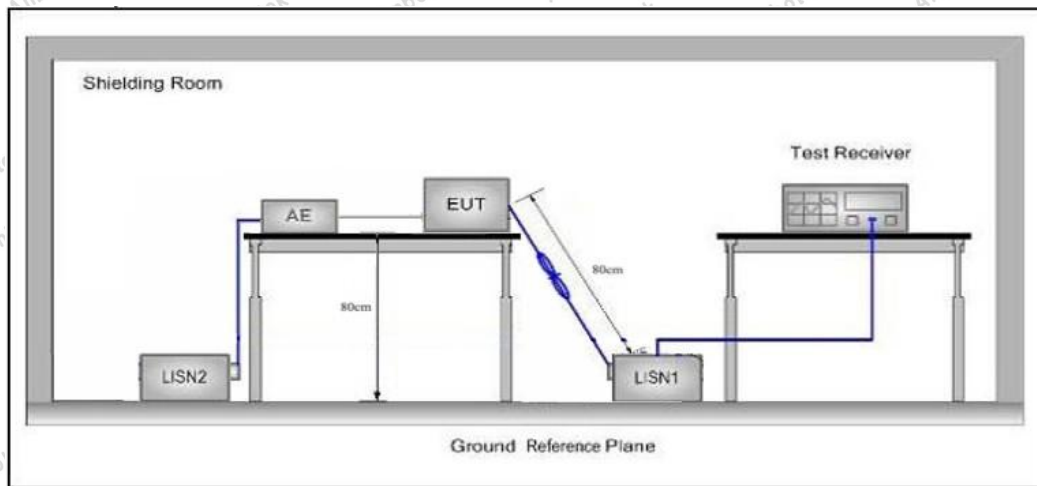 Shielding Room
Test Receiver
AE
EUT
80cm
80cm
LISN2
LISN1
Ground Reference Plane